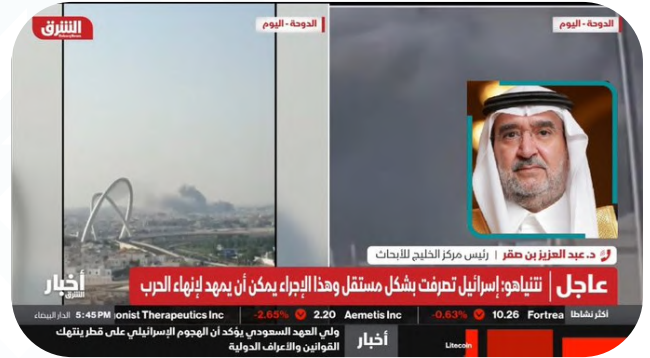 الشرق
الدوحة - اليوم
الدوحة - اليوم
د. عبد العزيز بن صقر | رئيس مركز الخليج للأبحاث
عاجل | نتنياهو: إسرائيل تصرفت بشكل مستقل وهذا الإجراء يمكن أن يمهد لإنهاء الحرب
أخبار الشرق
أكثر نشاطا Fortrea 10.26 -0.63% Aemetis Inc 2.20 -2.65% Therapeutics Inc
5:45 PM الدار البيضاء
أخبار
ولي العهد السعودي يؤكد أن الهجوم الإسرائيلي على قطر ينتهك
القوانين والأعراف الدولية
Litecoin